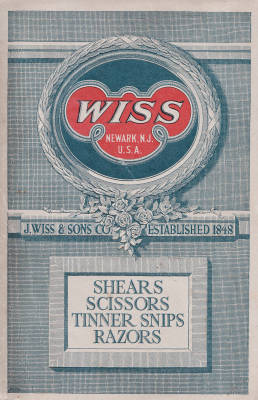 WISS
NEWARK, N.J.
U.S.A.
J. WISS & SONS CO. ESTABLISHED 1848
SHEARS
SCISSORS
TINNER SNIPS
RAZORS